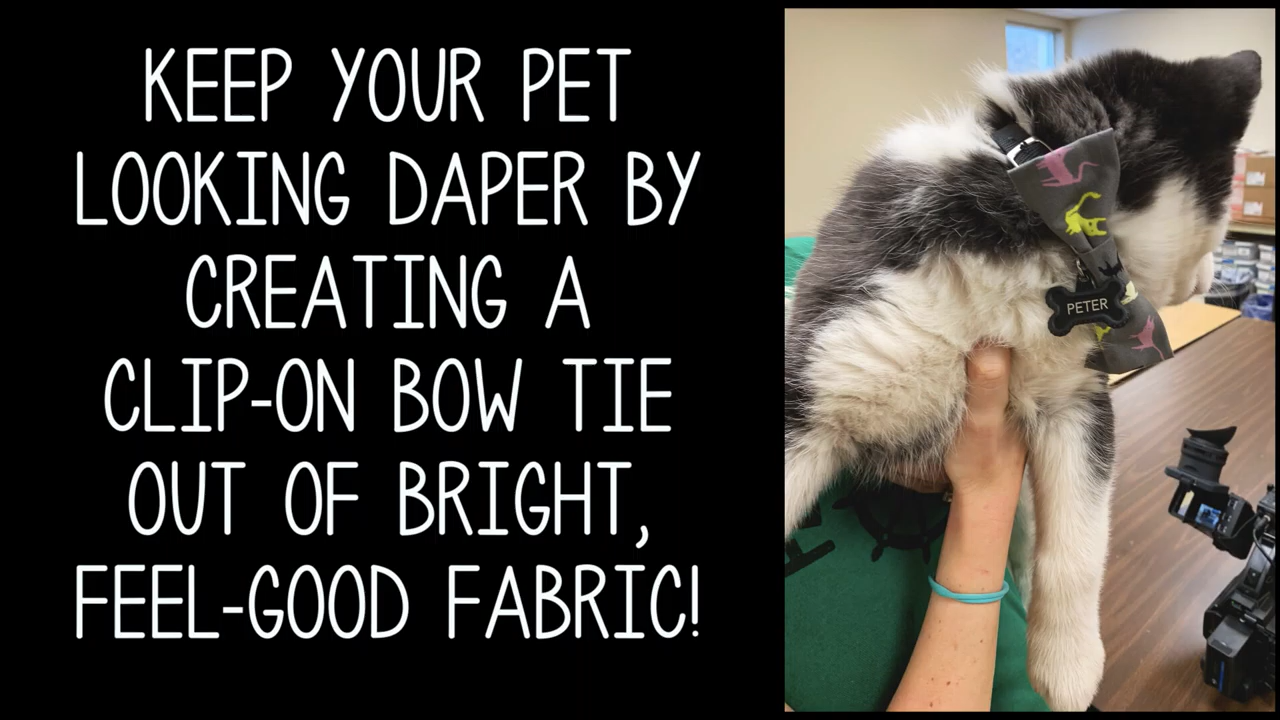 KEEP YOUR PET
LOOKING DAPER BY
CREATING A
CLIP-ON BOW TIE
OUT OF BRIGHT,
FEEL-GOOD FABRIC!
PETER